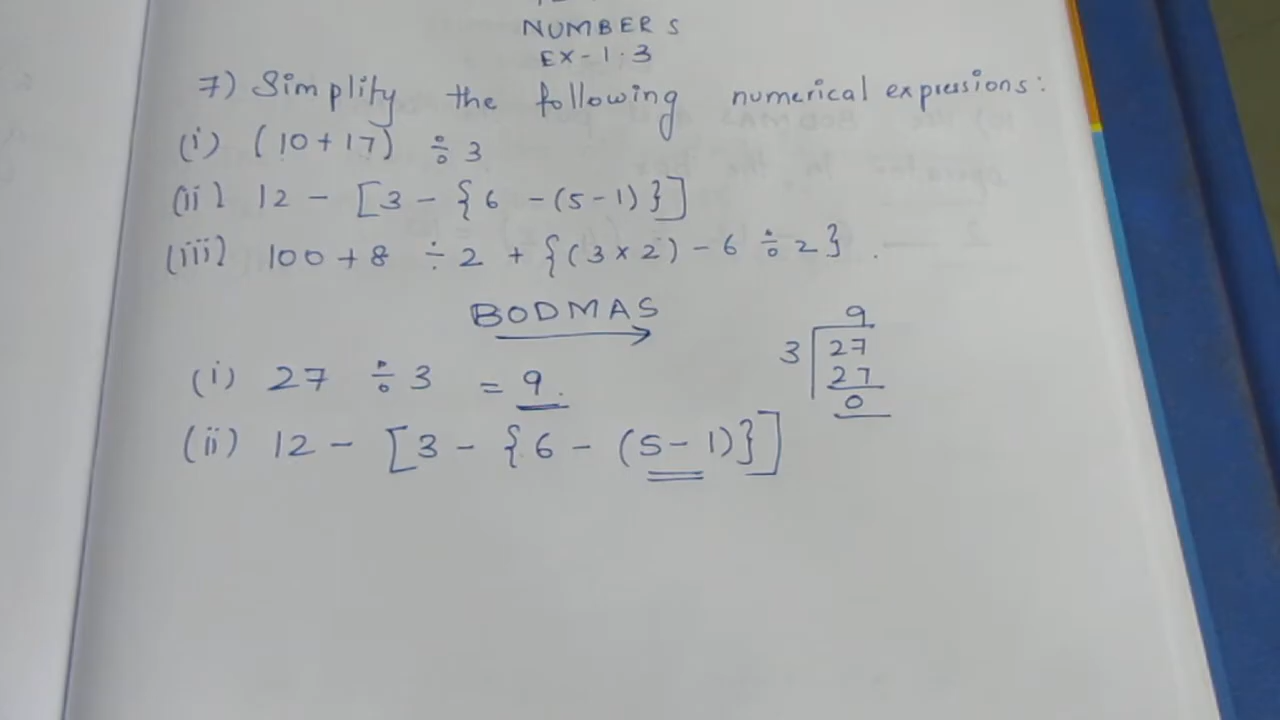 NUMBERS
EX-1.3
7) Simplify the following numerical expressions:
(i) (10+17) ÷ 3
(ii) 12 - [3 - {6 - (5 - 1)}]
(iii) 100 + 8 ÷ 2 + {(3 × 2) - 6 ÷ 2}.
BODMAS
(i) 27 ÷ 3 = 9.
9
3 27
27
0
(ii) 12 - [3 - {6 - (5 - 1)}]